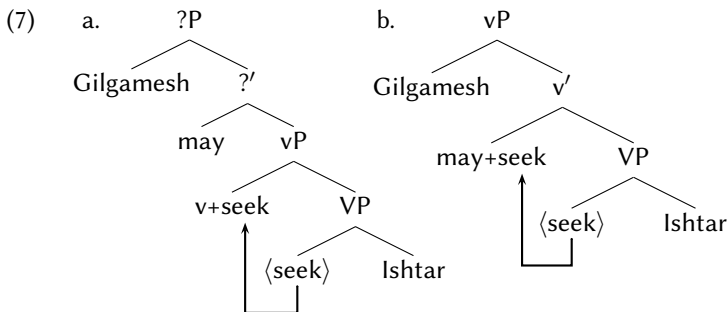 (7) a. ?P b. vP
Gilgamesh ?′ Gilgamesh v′
may vP may+seek VP
v+seek VP ⟨seek⟩ Ishtar
⟨seek⟩ Ishtar